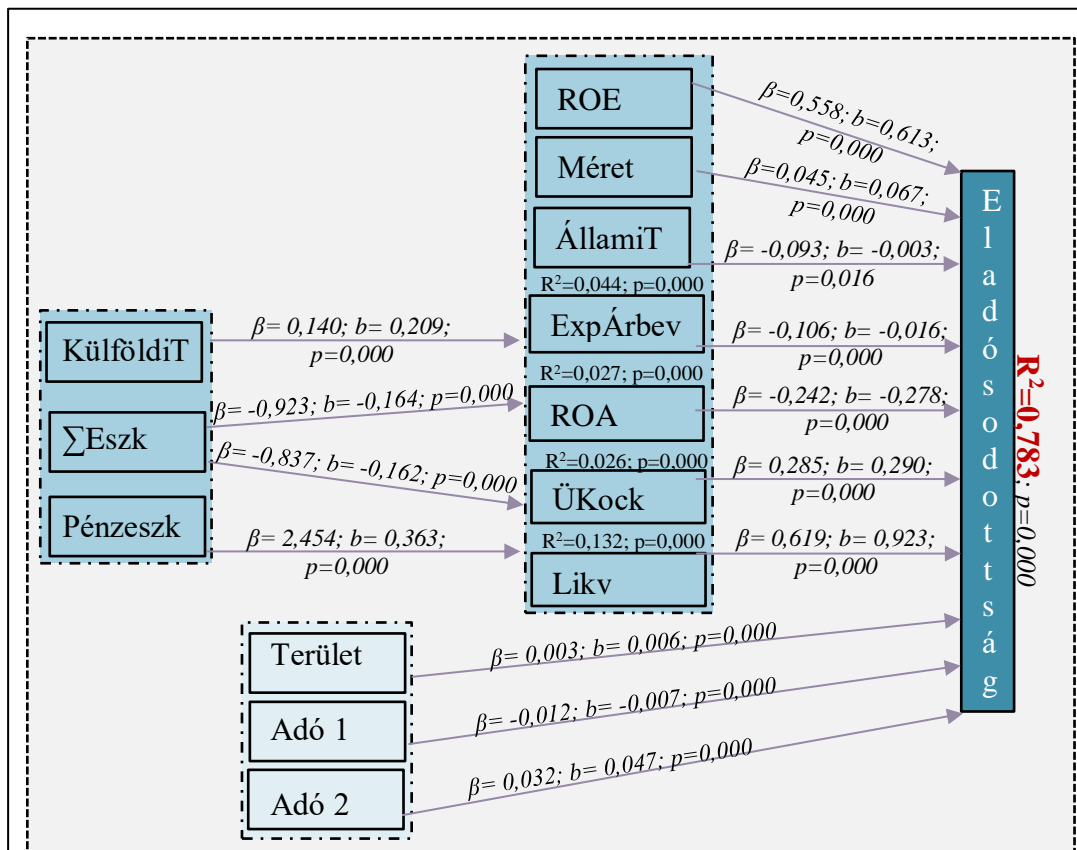 ROE
Méret
ÁllamiT
R²=0,044; p=0,000
ExpÁrbev
R²=0,027; p=0,000
ROA
R²=0,026; p=0,000
ÜKock
R²=0,132; p=0,000
Likv
KülföldiT
∑Eszk
Pénzeszk
β= 0,140; b= 0,209;
p=0,000
β= -0,923; b= -0,164; p=0,000
β= -0,837; b= -0,162; p=0,000
β= 2,454; b= 0,363;
p=0,000
β=0,558; b=0,613;
p=0,000
β=0,045; b=0,067;
p=0,000
β= -0,093; b= -0,003;
p=0,016
β= -0,106; b= -0,016;
p=0,000
β= -0,242; b= -0,278;
p=0,000
β= 0,285; b= 0,290;
p=0,000
β= 0,619; b= 0,923;
p=0,000
Terület
Adó 1
Adó 2
β= 0,003; b= 0,006; p=0,000
β= -0,012; b= -0,007; p=0,000
β= 0,032; b= 0,047; p=0,000
Eladósodottság
R²=0,783; p=0,000